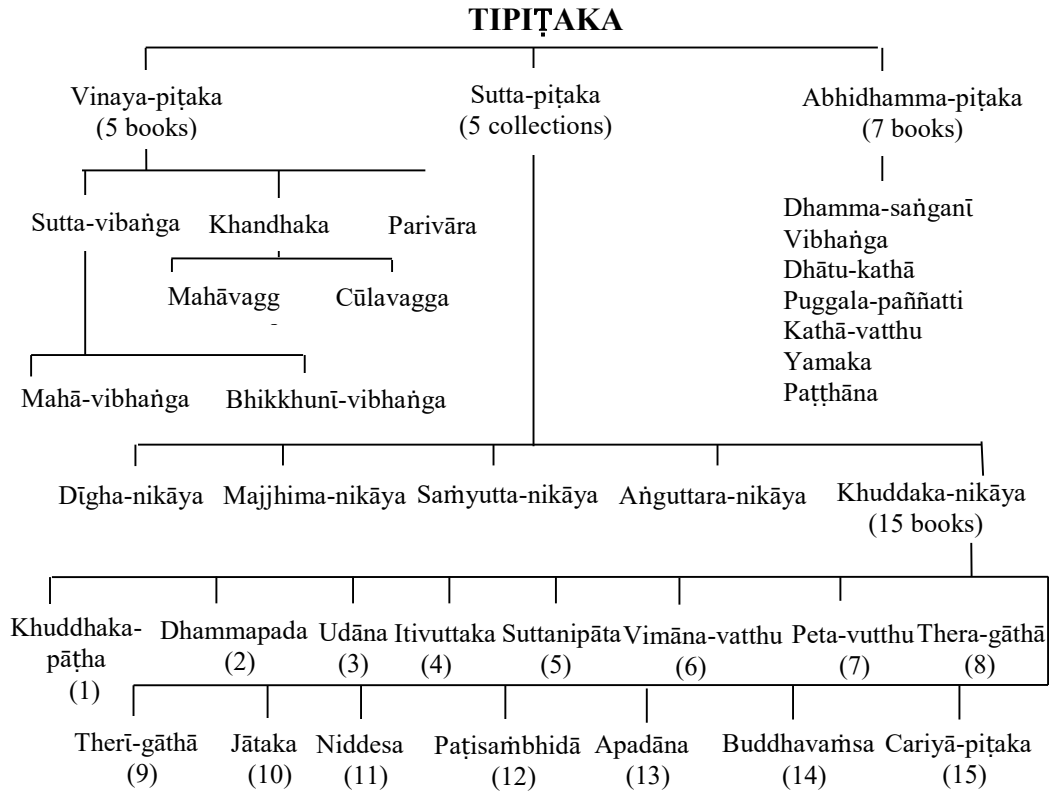 TIPIṬAKA
Vinaya-piṭaka
(5 books)
Sutta-piṭaka
(5 collections)
Abhidhamma-piṭaka
(7 books)
Sutta-vibaṅga
Khandhaka
Parivāra
Mahāvagg
Cūlavagga
Mahā-vibhaṅga
Bhikkhunī-vibhaṅga
Dhamma-saṅganī
Vibhaṅga
Dhātu-kathā
Puggala-paññatti
Kathā-vatthu
Yamaka
Paṭṭhāna
Dīgha-nikāya
Majjhima-nikāya
Saṁyutta-nikāya
Aṅguttara-nikāya
Khuddaka-nikāya
(15 books)
Khuddhaka-
pāṭha
(1)
Dhammapada
(2)
Udāna
(3)
Itivuttaka
(4)
Suttanipāta
(5)
Vimāna-vatthu
(6)
Peta-vutthu
(7)
Thera-gāthā
(8)
Therī-gāthā
(9)
Jātaka
(10)
Niddesa
(11)
Paṭisaṁbhidā
(12)
Apadāna
(13)
Buddhavaṁsa
(14)
Cariyā-piṭaka
(15)